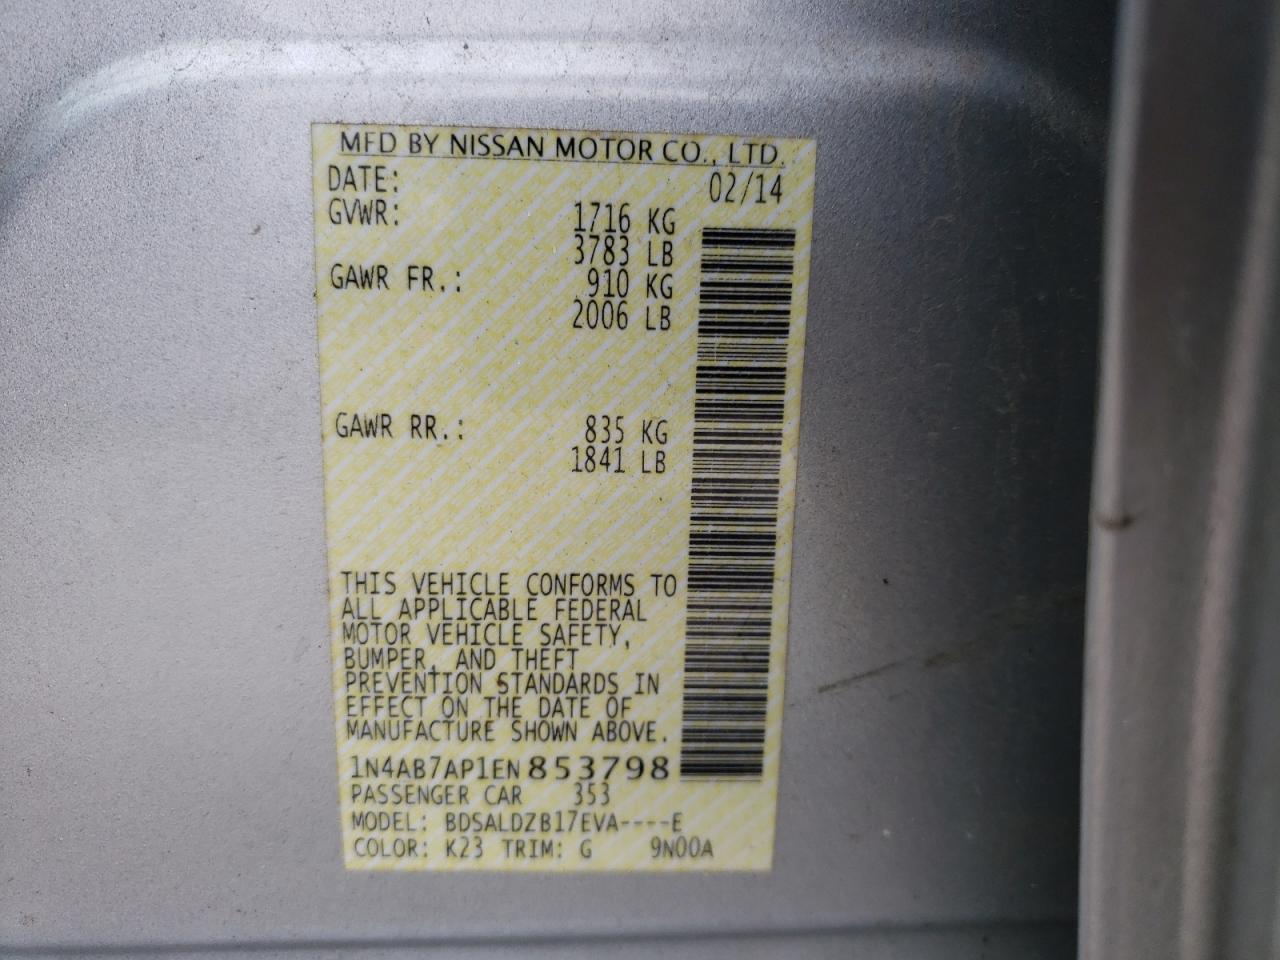 MFD BY NISSAN MOTOR CO., LTD.
DATE: 02/14
GVWR: 1716 KG
3783 LB
GAWR FR.: 910 KG
2006 LB
GAWR RR.: 835 KG
1841 LB
THIS VEHICLE CONFORMS TO
ALL APPLICABLE FEDERAL
MOTOR VEHICLE SAFETY,
BUMPER, AND THEFT
PREVENTION STANDARDS IN
EFFECT ON THE DATE OF
MANUFACTURE SHOWN ABOVE.
1N4AB7AP1EN853798
PASSENGER CAR 353
MODEL: BDSALDZB17EVA----E
COLOR: K23 TRIM: G 9N00A